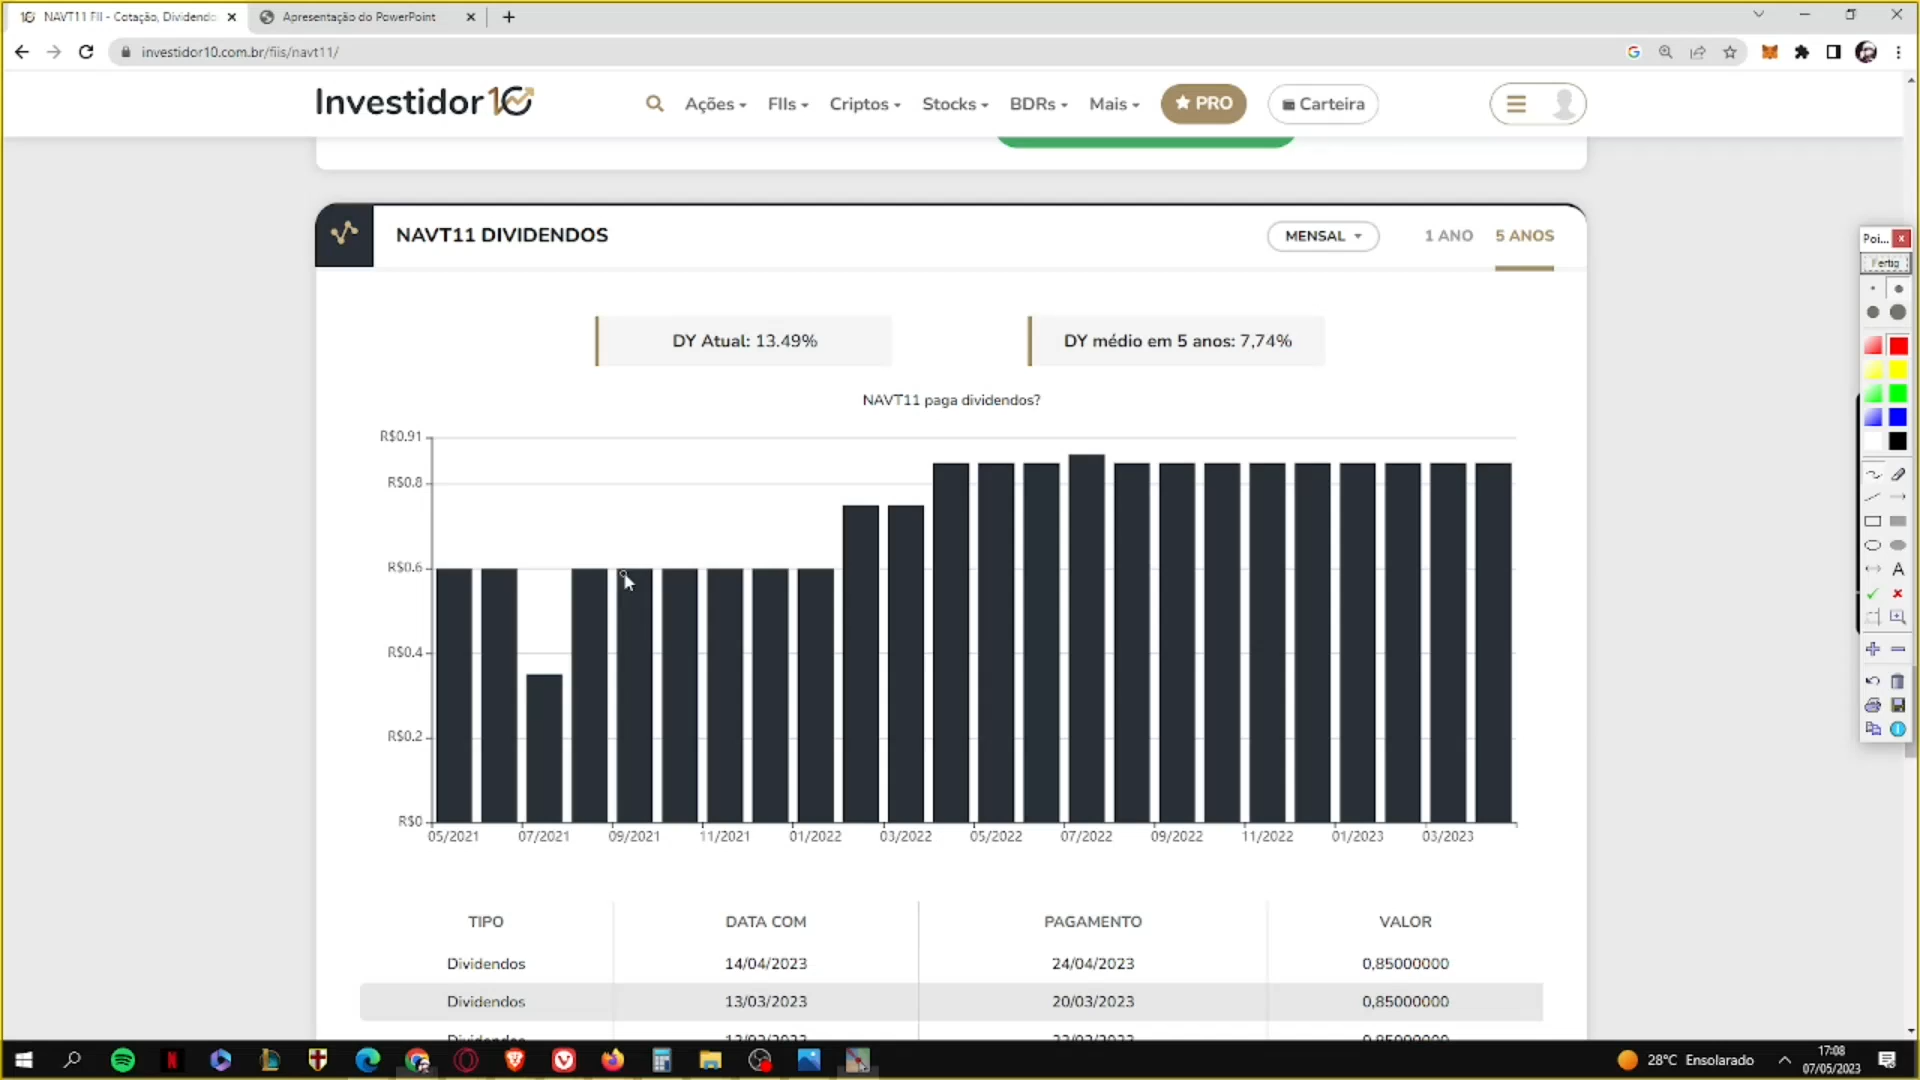 NAVT11 FII - Cotação, Dividendo
Apresentação do PowerPoint
investidor10.com.br/fiis/navt11/
Investidor10
Ações
FIIs
Criptos
Stocks
BDRs
Mais
PRO
Carteira
NAVT11 DIVIDENDOS
MENSAL
1 ANO
5 ANOS
DY Atual: 13.49%
DY médio em 5 anos: 7,74%
NAVT11 paga dividendos?
R$0.91
R$0.8
R$0.6
R$0.4
R$0.2
R$0
05/2021 07/2021 09/2021 11/2021 01/2022 03/2022 05/2022 07/2022 09/2022 11/2022 01/2023 03/2023
TIPO DATA COM PAGAMENTO VALOR
Dividendos 14/04/2023 24/04/2023 0,85000000
Dividendos 13/03/2023 20/03/2023 0,85000000
Poi...
Fertig
A
28°C Ensolarado
17:08
07/05/2023